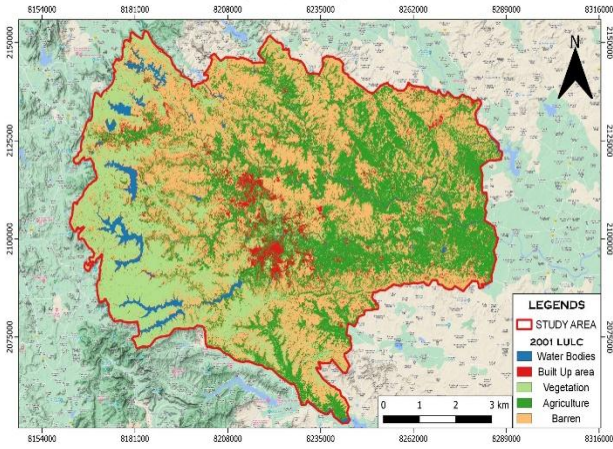 8154000 8181000 8208000 8235000 8262000 8289000 8316000
2150000 2150000
N
2125000 2125000
2100000 2100000
2075000 2075000
LEGENDS
STUDY AREA
2001 LULC
Water Bodies
Built Up area
Vegetation
Agriculture
Barren
0 1 2 3 km
8154000 8181000 8208000 8235000 8262000 8289000 8316000